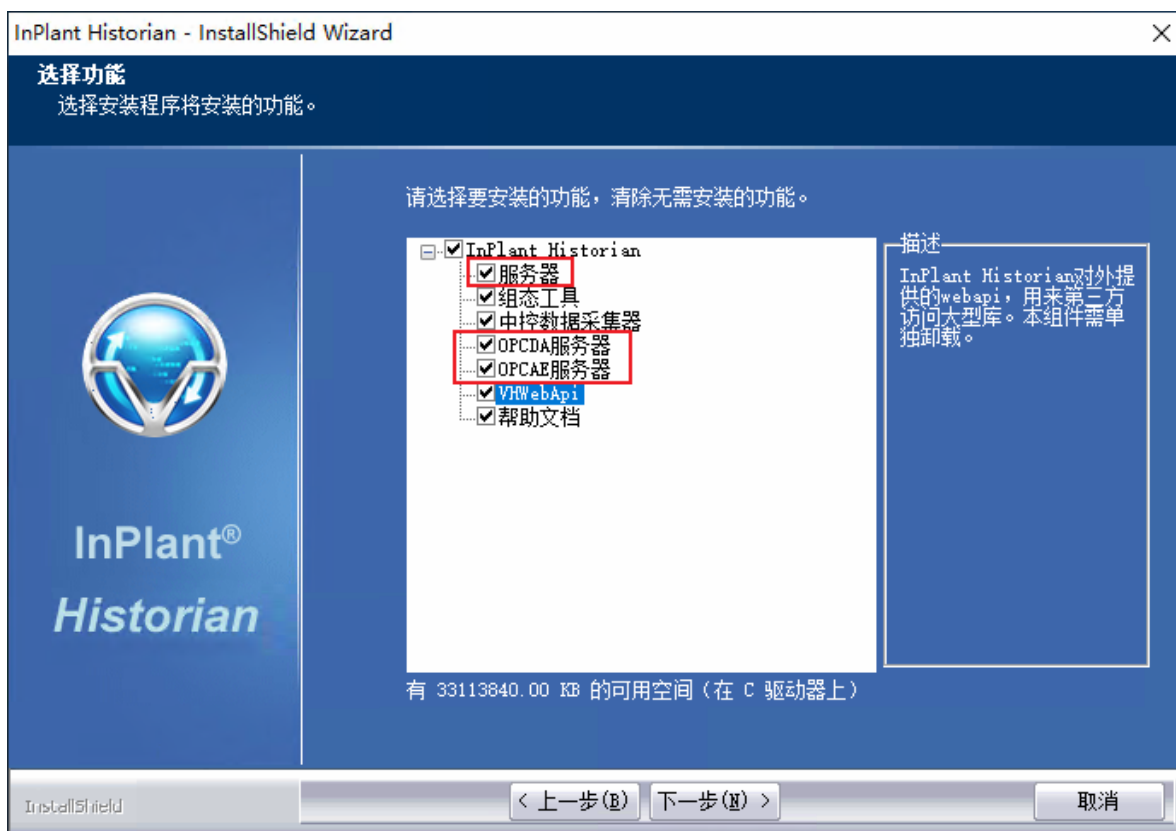 InPlant Historian - InstallShield Wizard
选择功能
选择安装程序将安装的功能。
请选择要安装的功能，清除无需安装的功能。
InPlant Historian
服务器
组态工具
中控数据采集器
OPCDA服务器
OPCAE服务器
VHWebApi
帮助文档
描述
InPlant Historian对外提
供的webapi，用来第三方
访问大型库。本组件需单
独卸载。
InPlant®
Historian
有 33113840.00 KB 的可用空间（在 C 驱动器上）
InstallShield
< 上一步(B)
下一步(N) >
取消